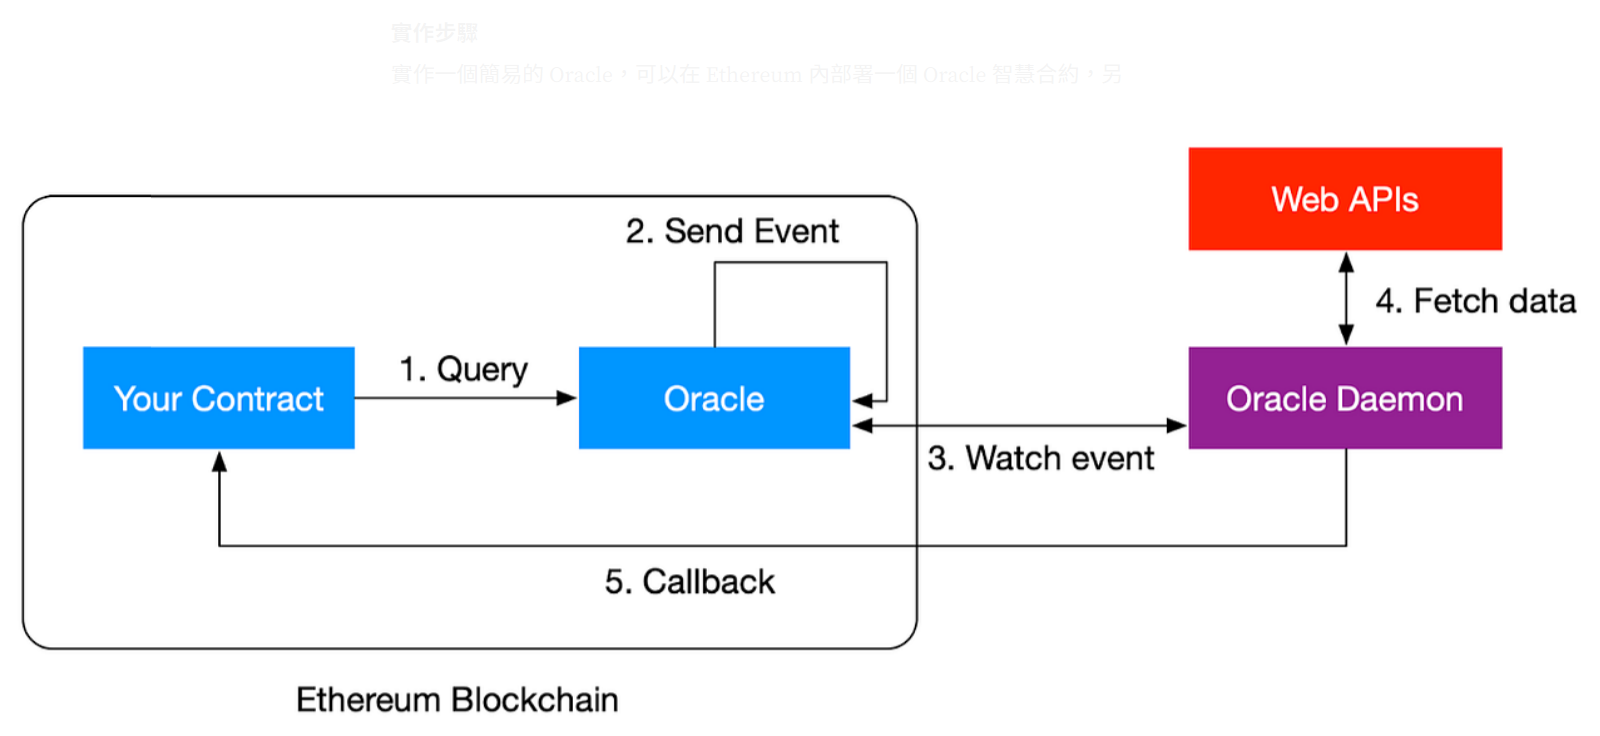 實作步驟
實作一個簡易的 Oracle，可以在 Ethereum 內部署一個 Oracle 智慧合約，另
Web APIs
2. Send Event
4. Fetch data
1. Query
Your Contract
Oracle
Oracle Daemon
3. Watch event
5. Callback
Ethereum Blockchain